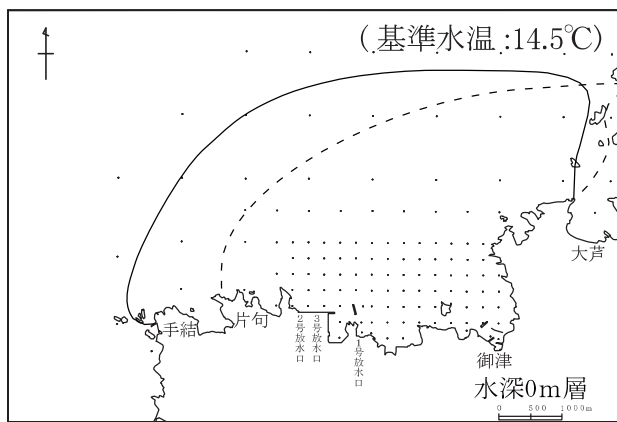 (基準水温:14.5℃)
大芦
手結
片句
2号放水口
3号放水口
1号放水口
御津
水深0m層
0 500 1000m